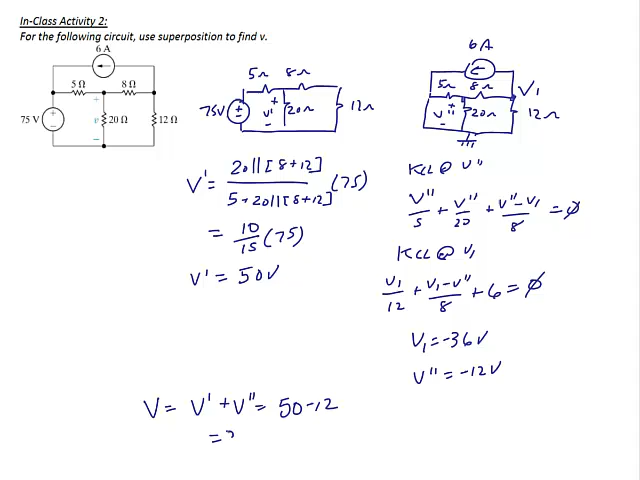 In-Class Activity 2:
For the following circuit, use superposition to find v.
6 A
5 Ω 8 Ω
75 V
+
v
−
20 Ω
12 Ω
5Ω 8Ω
75V
+
-
+
V'
-
20Ω
12Ω
V' = 20||[8+12] / 5+20||[8+12] (75)
= 10/15 (75)
V' = 50V
6A
5Ω 8Ω
V1
+
V''
-
20Ω
12Ω
KCL @ V''
V''/5 + V''/20 + V''-V1/8 = ϕ
KCL @ V1
V1/12 + V1-V''/8 + 6 = ϕ
V1 = -36V
V'' = -12V
V = V' + V'' = 50-12
=